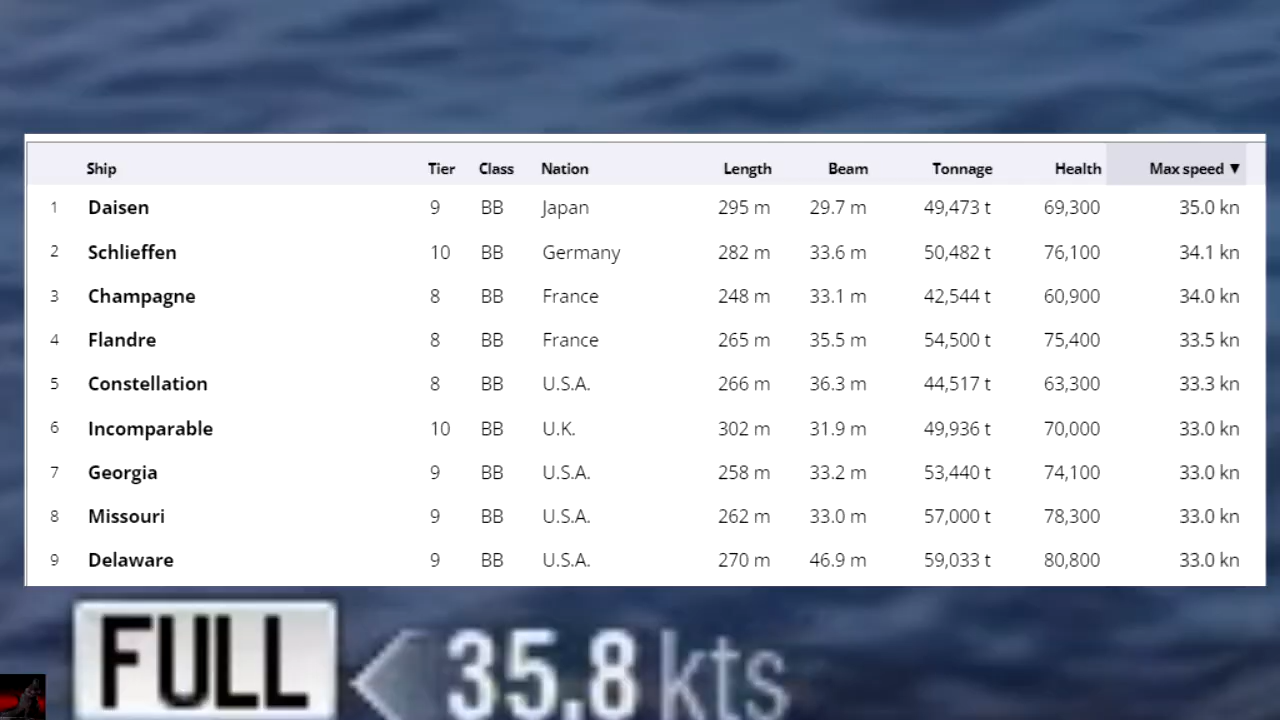 Ship Tier Class Nation Length Beam Tonnage Health Max speed ▼
1 Daisen 9 BB Japan 295 m 29.7 m 49,473 t 69,300 35.0 kn
2 Schlieffen 10 BB Germany 282 m 33.6 m 50,482 t 76,100 34.1 kn
3 Champagne 8 BB France 248 m 33.1 m 42,544 t 60,900 34.0 kn
4 Flandre 8 BB France 265 m 35.5 m 54,500 t 75,400 33.5 kn
5 Constellation 8 BB U.S.A. 266 m 36.3 m 44,517 t 63,300 33.3 kn
6 Incomparable 10 BB U.K. 302 m 31.9 m 49,936 t 70,000 33.0 kn
7 Georgia 9 BB U.S.A. 258 m 33.2 m 53,440 t 74,100 33.0 kn
8 Missouri 9 BB U.S.A. 262 m 33.0 m 57,000 t 78,300 33.0 kn
9 Delaware 9 BB U.S.A. 270 m 46.9 m 59,033 t 80,800 33.0 kn
FULL 35.8 kts